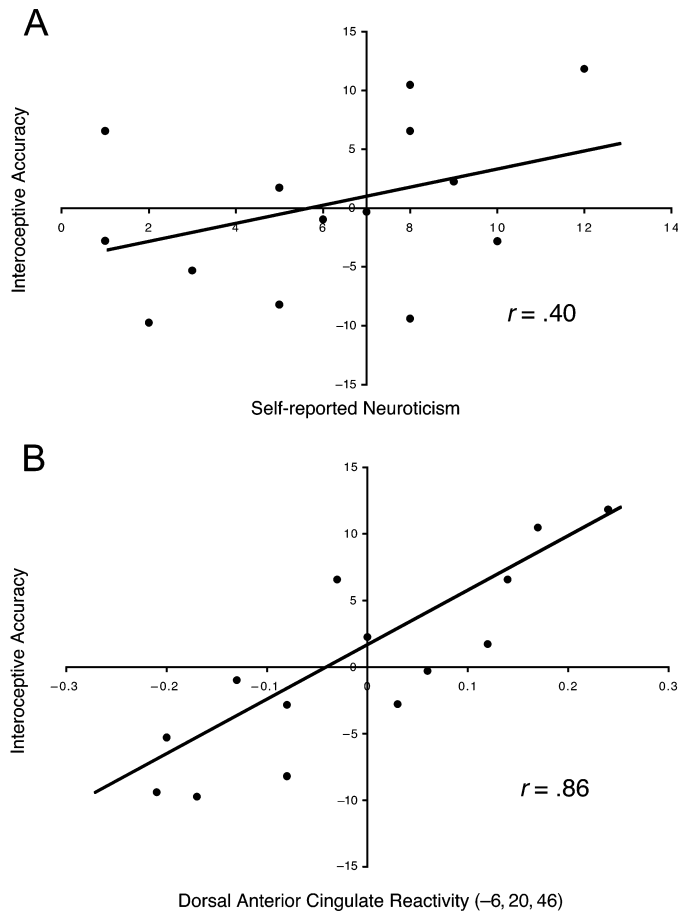 A
Interoceptive Accuracy
15
10
5
0
0 2 4 6 8 10 12 14
−5
−10
−15
r = .40
Self-reported Neuroticism
B
Interoceptive Accuracy
15
10
5
0
−0.3 −0.2 −0.1 0 0.1 0.2 0.3
−5
−10
−15
r = .86
Dorsal Anterior Cingulate Reactivity (−6, 20, 46)